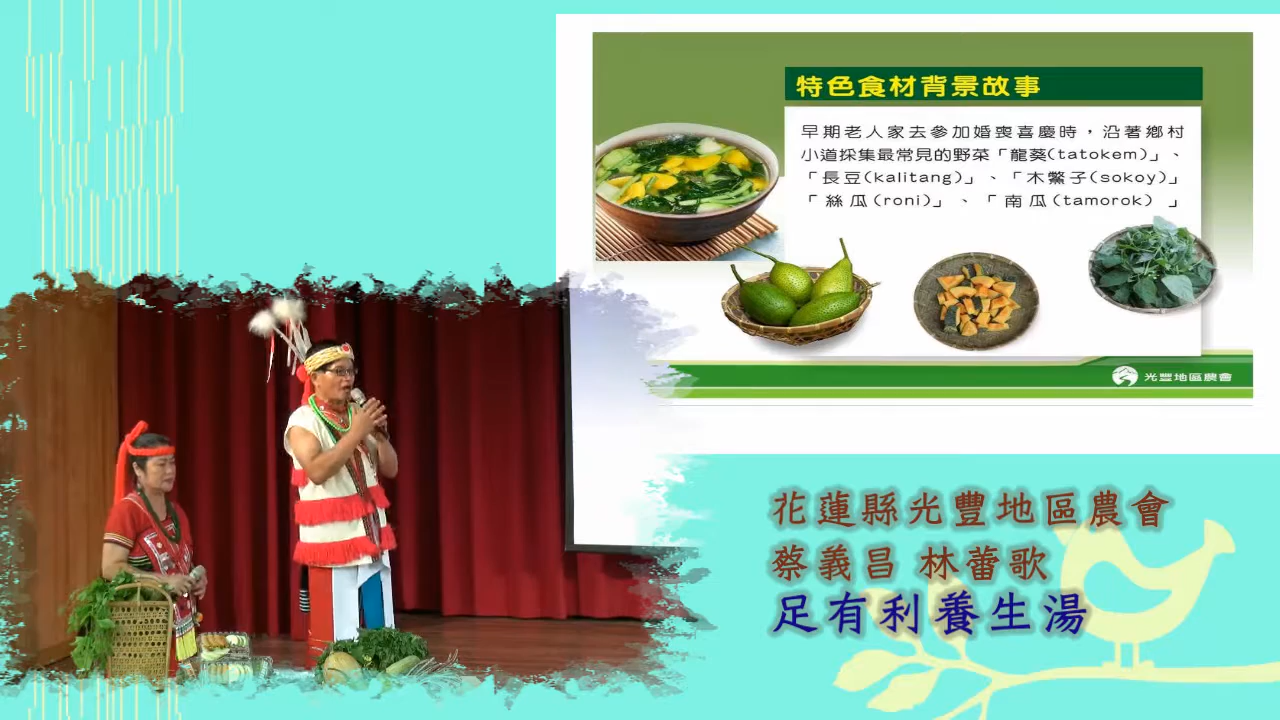 特色食材背景故事
早期老人家去參加婚喪喜慶時，沿著鄉村
小道採集最常見的野菜「龍葵(tatokem)」、
「長豆(kalitang)」、「木鱉子(sokoy)」
「絲瓜(roni)」、「南瓜(tamorok)」
光豐地區農會
花蓮縣光豐地區農會
蔡義昌 林蕾歌
足有利養生湯